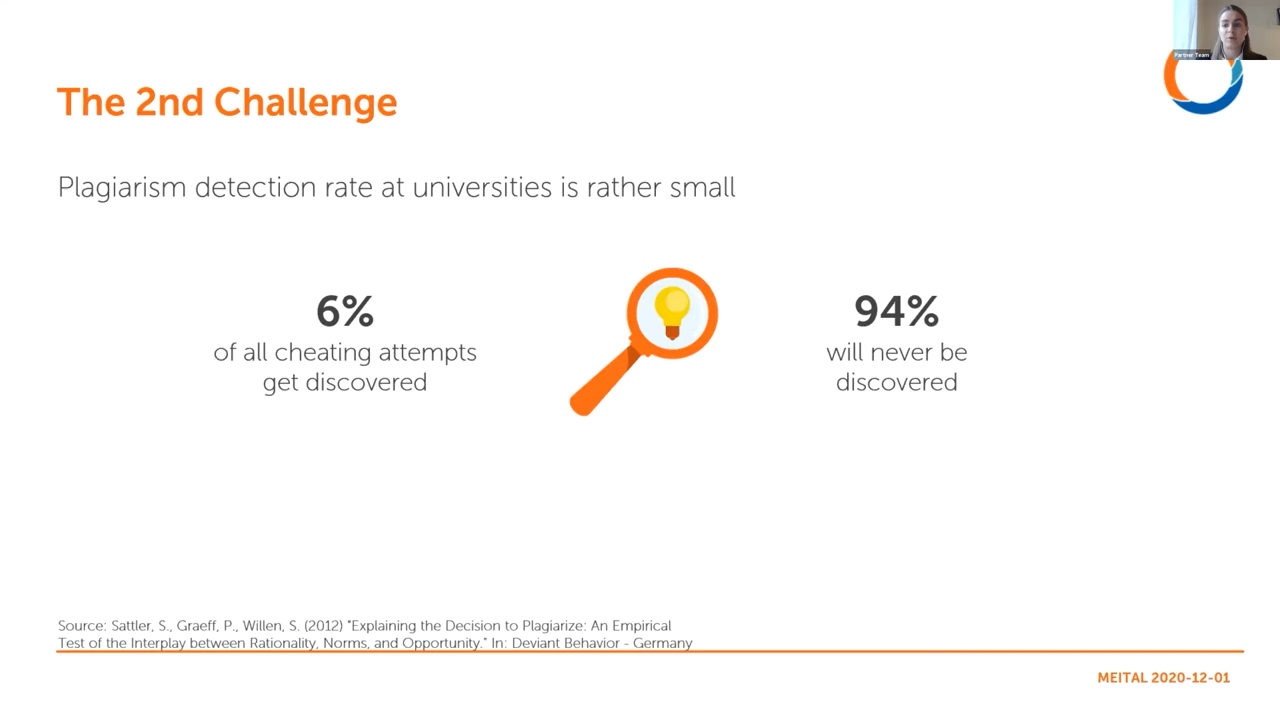 Partner Team
The 2nd Challenge
Plagiarism detection rate at universities is rather small
6%
of all cheating attempts
get discovered
94%
will never be
discovered
Source: Sattler, S., Graeff, P., Willen, S. (2012) "Explaining the Decision to Plagiarize: An Empirical
Test of the Interplay between Rationality, Norms, and Opportunity." In: Deviant Behavior - Germany
MEITAL 2020-12-01